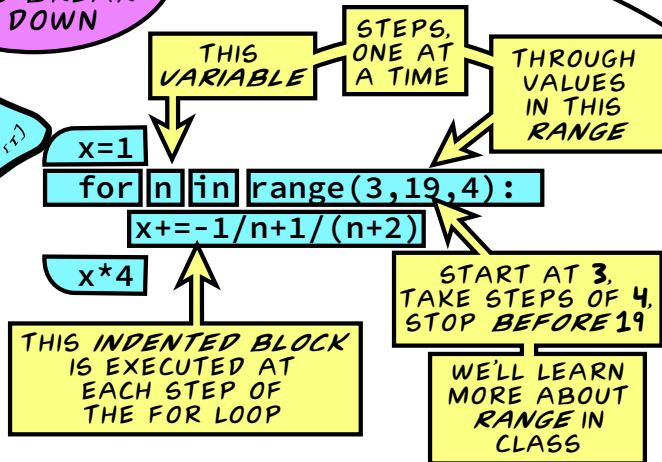 DOWN
THIS
VARIABLE
STEPS,
ONE AT
A TIME
THROUGH
VALUES
IN THIS
RANGE
x=1
for n in range(3,19,4):
x+=-1/n+1/(n+2)
x*4
THIS INDENTED BLOCK
IS EXECUTED AT
EACH STEP OF
THE FOR LOOP
START AT 3,
TAKE STEPS OF 4,
STOP BEFORE 19
WE'LL LEARN
MORE ABOUT
RANGE IN
CLASS